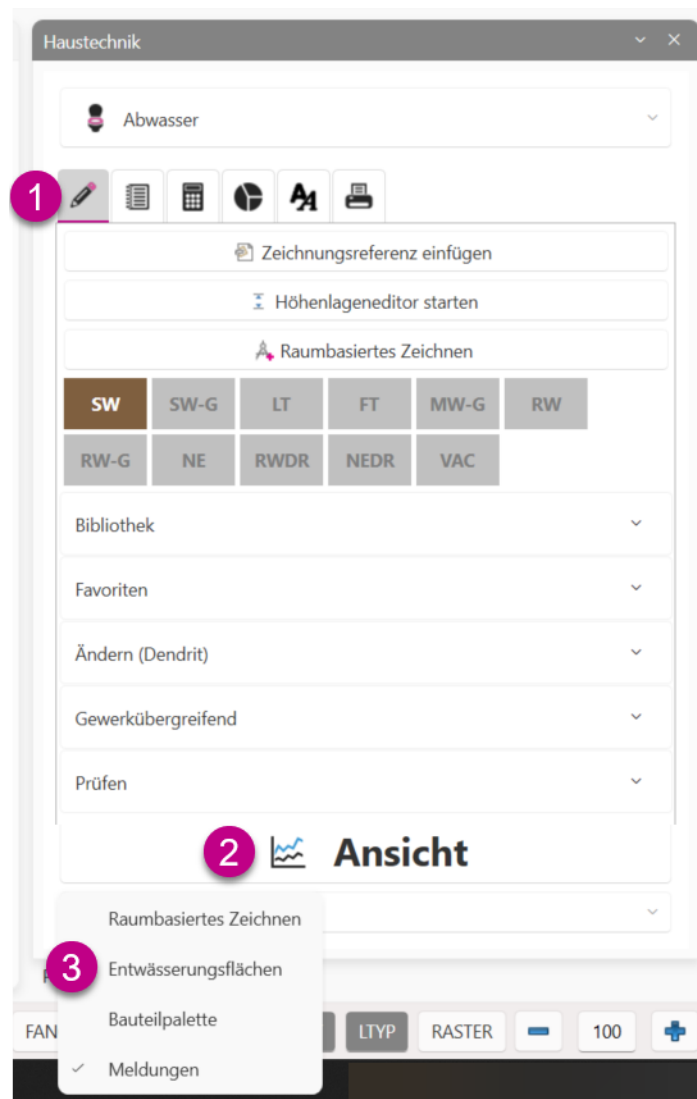 Haustechnik
Abwasser
1
Zeichnungsreferenz einfügen
Höhenlageneditor starten
Raumbasiertes Zeichnen
SW SW-G LT FT MW-G RW
RW-G NE RWDR NEDR VAC
Bibliothek
Favoriten
Ändern (Dendrit)
Gewerkübergreifend
Prüfen
2 Ansicht
Raumbasiertes Zeichnen
3 Entwässerungsflächen
Bauteilpalette
FAN LTYP RASTER 100
Meldungen